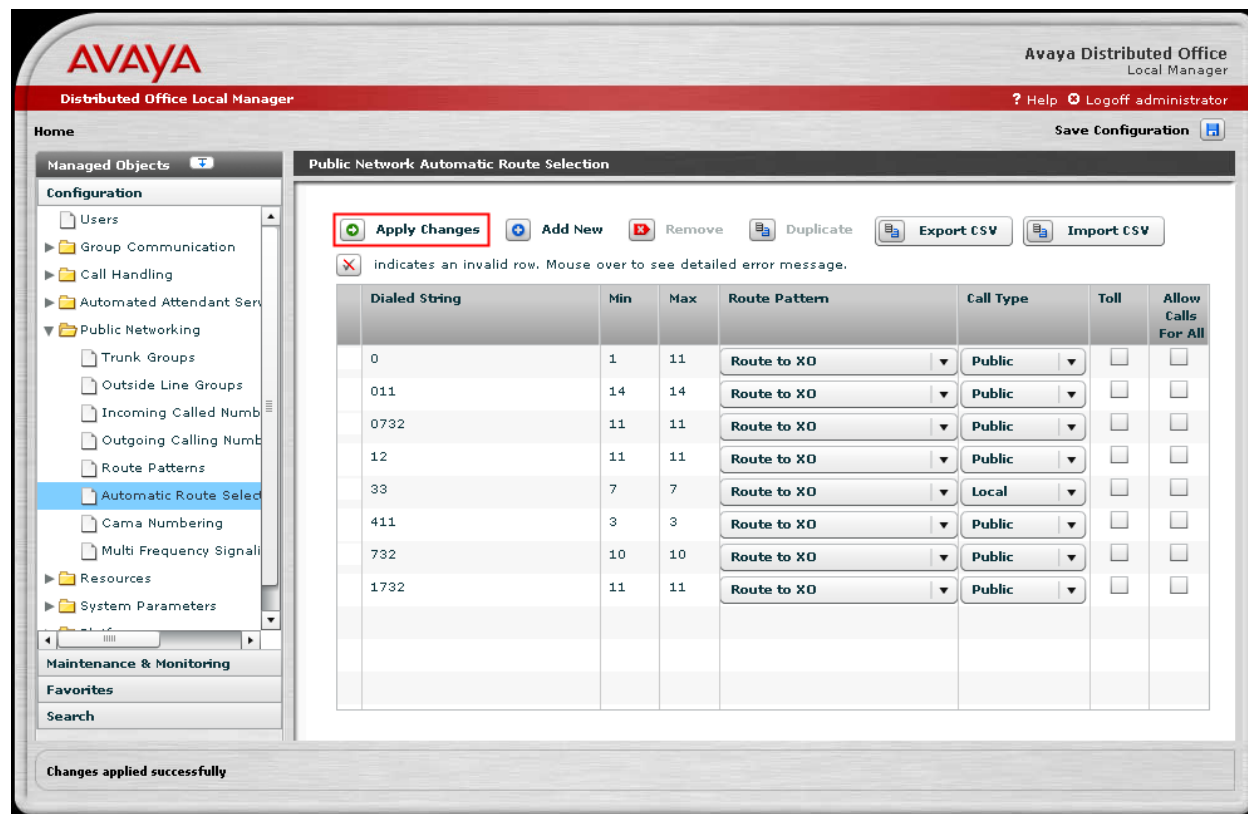 AVAYA
Avaya Distributed Office
Local Manager
Distributed Office Local Manager
? Help Logoff administrator
Home
Save Configuration
Managed Objects
Configuration
Users
Group Communication
Call Handling
Automated Attendant Serv
Public Networking
Trunk Groups
Outside Line Groups
Incoming Called Numb
Outgoing Calling Numb
Route Patterns
Automatic Route Select
Cama Numbering
Multi Frequency Signali
Resources
System Parameters
Maintenance & Monitoring
Favorites
Search
Public Network Automatic Route Selection
Apply Changes Add New Remove Duplicate Export CSV Import CSV
indicates an invalid row. Mouse over to see detailed error message.
Dialed String Min Max Route Pattern Call Type Toll Allow Calls For All
0 1 11 Route to XO Public
011 14 14 Route to XO Public
0732 11 11 Route to XO Public
12 11 11 Route to XO Public
33 7 7 Route to XO Local
411 3 3 Route to XO Public
732 10 10 Route to XO Public
1732 11 11 Route to XO Public
Changes applied successfully